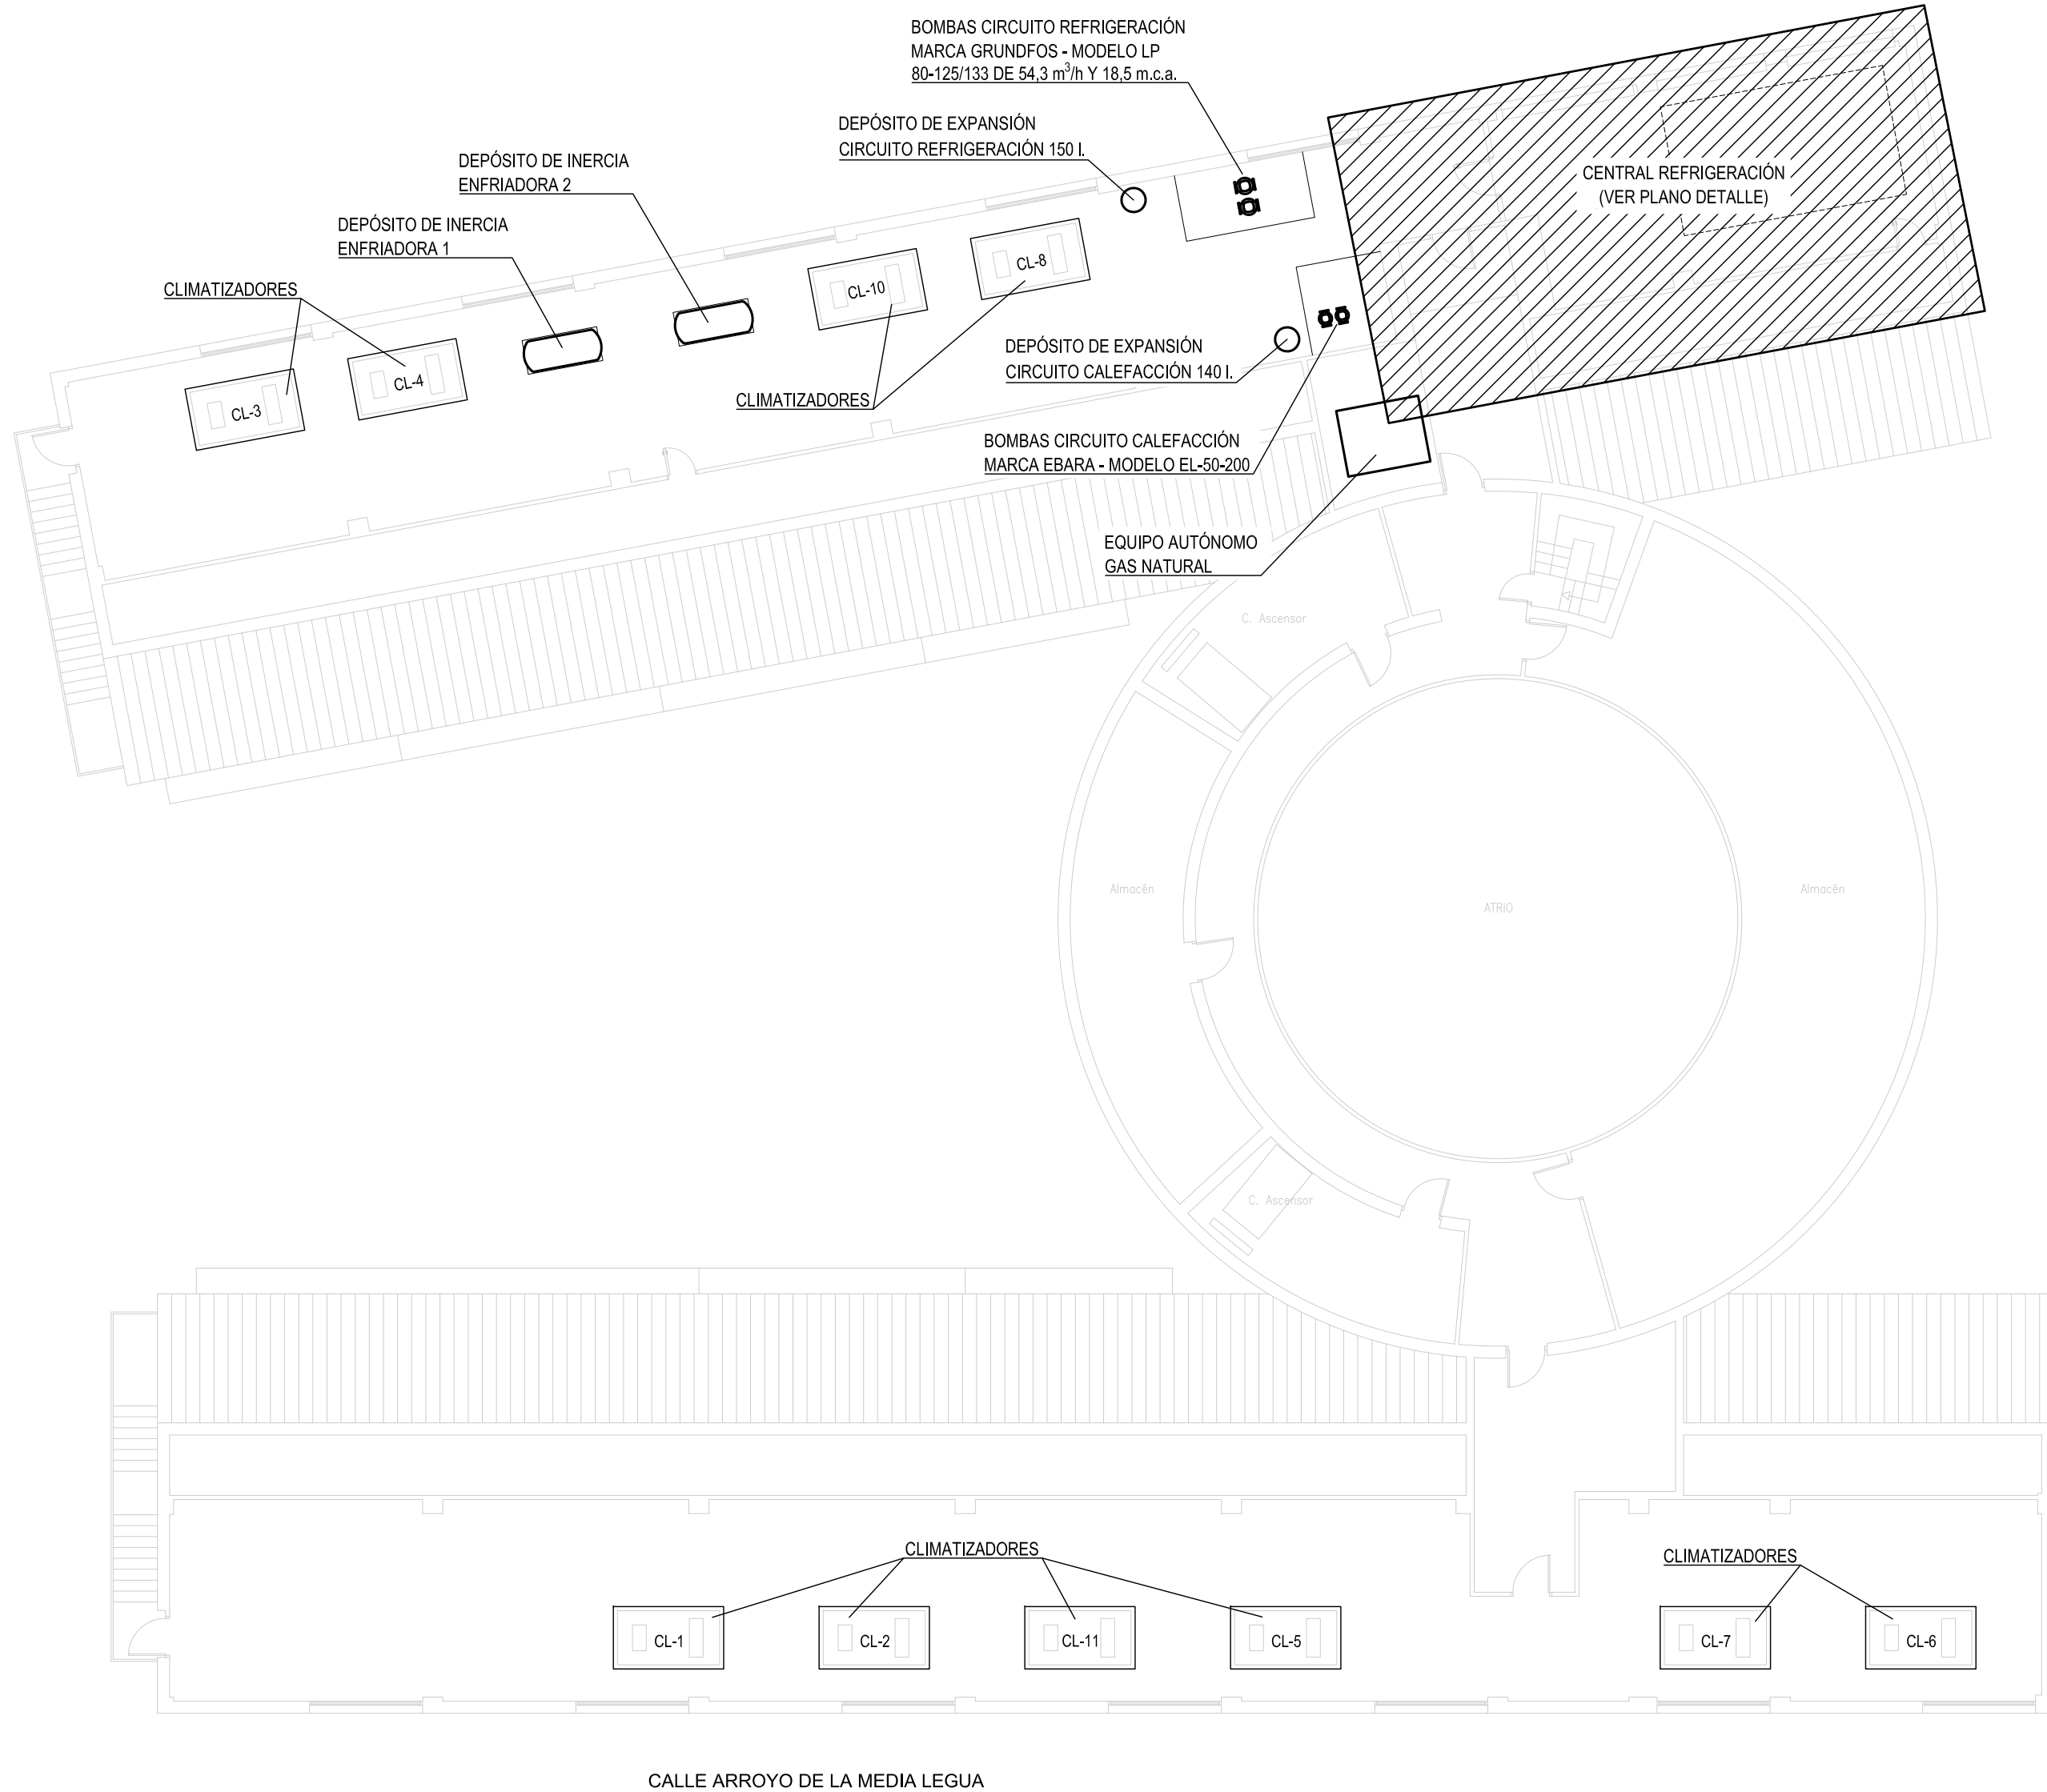 BOMBAS CIRCUITO REFRIGERACIÓN
MARCA GRUNDFOS - MODELO LP
80-125/133 DE 54,3 m³/h Y 18,5 m.c.a.
DEPÓSITO DE EXPANSIÓN
CIRCUITO REFRIGERACIÓN 150 l.
DEPÓSITO DE INERCIA
ENFRIADORA 2
CENTRAL REFRIGERACIÓN
(VER PLANO DETALLE)
DEPÓSITO DE INERCIA
ENFRIADORA 1
CLIMATIZADORES
CL-8
CL-10
CL-4
CL-3
DEPÓSITO DE EXPANSIÓN
CIRCUITO CALEFACCIÓN 140 l.
CLIMATIZADORES
BOMBAS CIRCUITO CALEFACCIÓN
MARCA EBARA - MODELO EL-50-200
EQUIPO AUTÓNOMO
GAS NATURAL
C. Ascensor
Almacén
ATRIO
Almacén
C. Ascensor
CLIMATIZADORES
CLIMATIZADORES
CL-1
CL-2
CL-11
CL-5
CL-7
CL-6
CALLE ARROYO DE LA MEDIA LEGUA